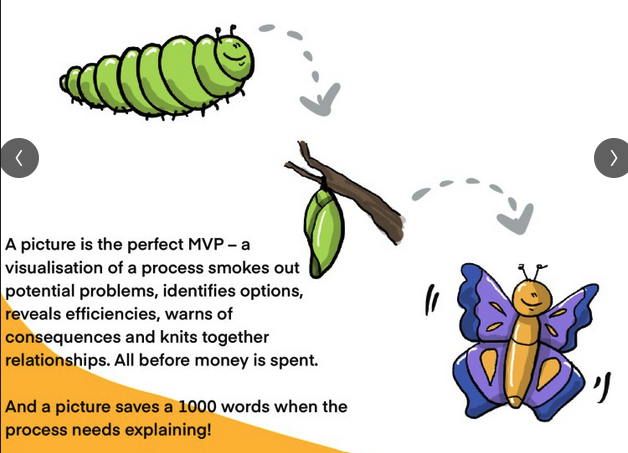 A picture is the perfect MVP – a
visualisation of a process smokes out
potential problems, identifies options,
reveals efficiencies, warns of
consequences and knits together
relationships. All before money is spent.
And a picture saves a 1000 words when the
process needs explaining!